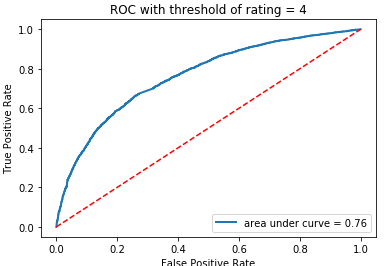 ROC with threshold of rating = 4
True Positive Rate
1.0
0.8
0.6
0.4
0.2
0.0
area under curve = 0.76
0.0 0.2 0.4 0.6 0.8 1.0
False Positive Rate